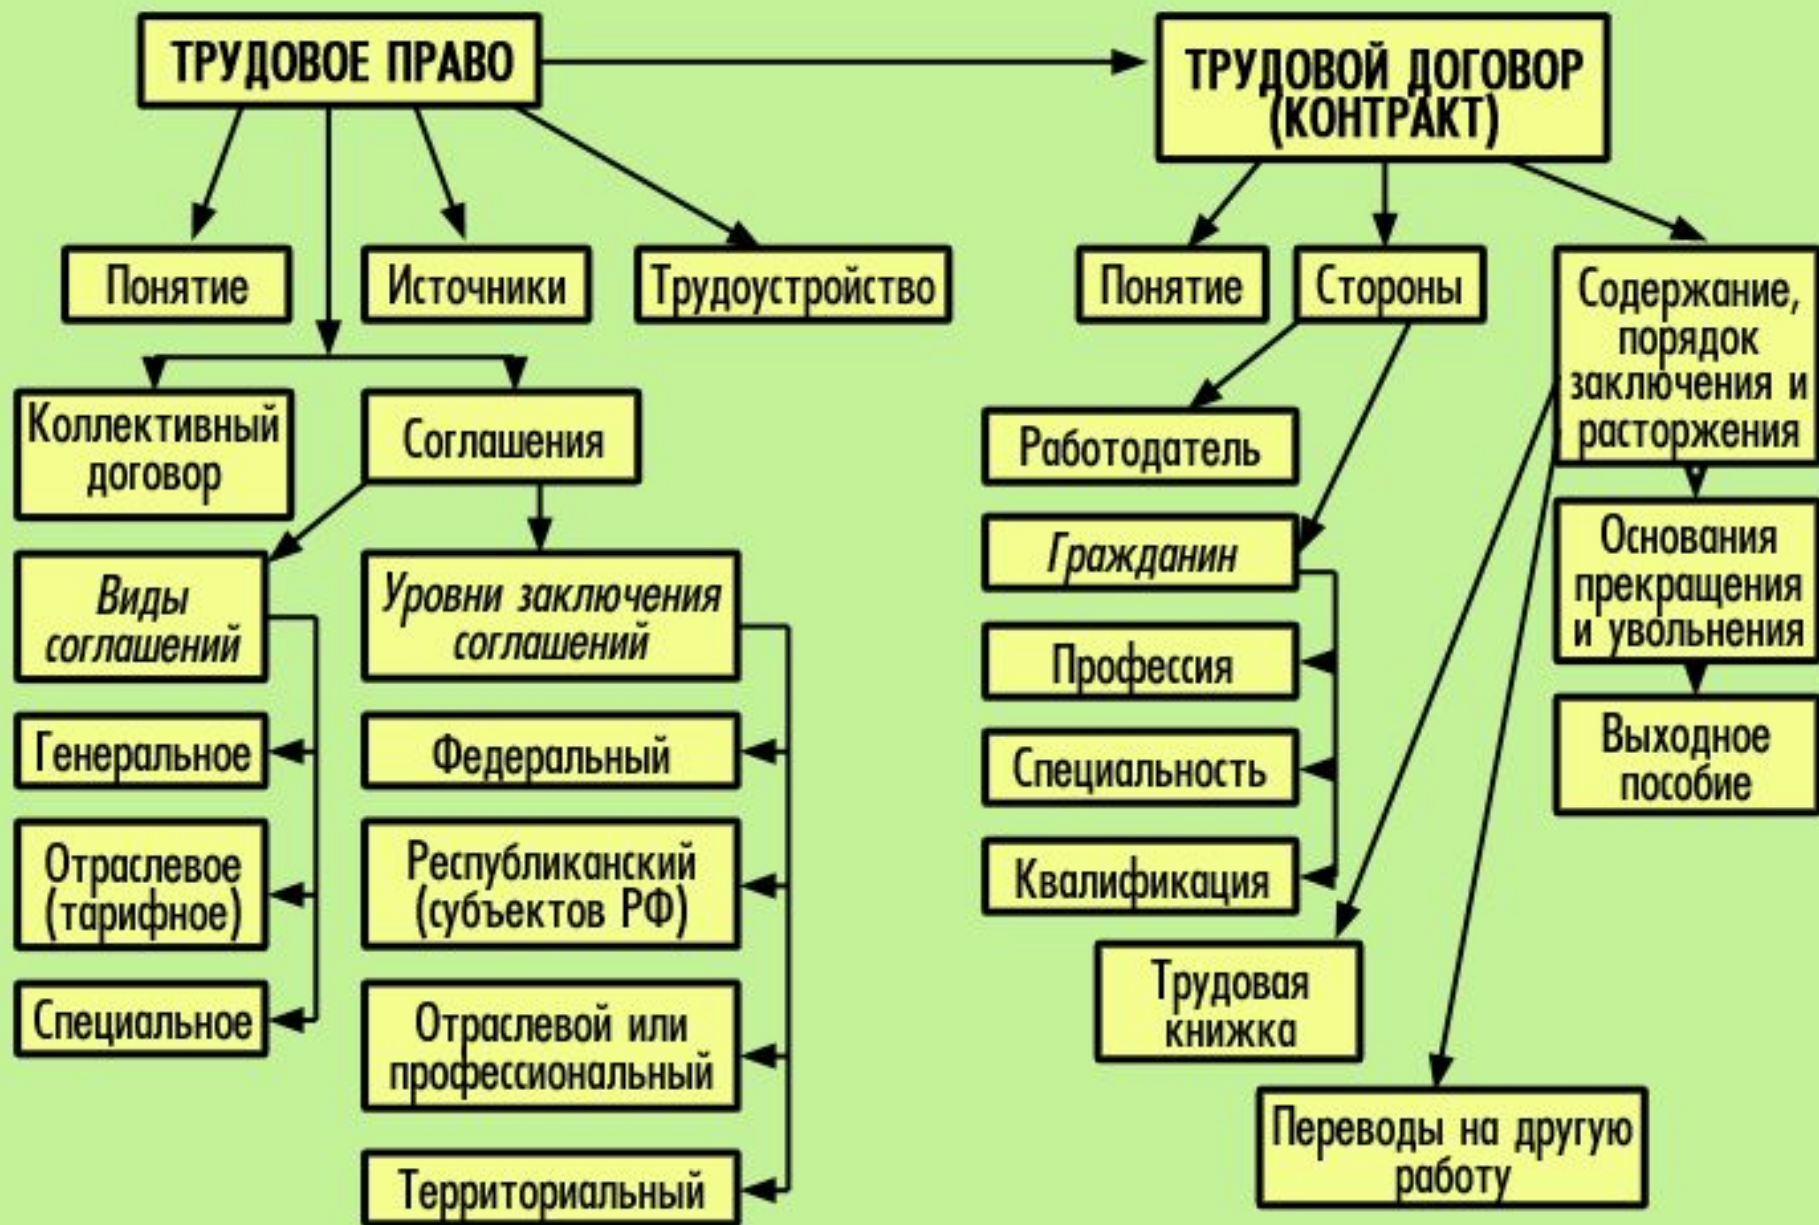 ТРУДОВОЕ ПРАВО
ТРУДОВОЙ ДОГОВОР
(КОНТРАКТ)
Понятие
Источники
Трудоустройство
Понятие
Стороны
Содержание,
порядок
заключения и
расторжения
Коллективный
договор
Соглашения
Работодатель
Виды
соглашений
Уровни заключения
соглашений
Гражданин
Основания
прекращения
и увольнения
Генеральное
Федеральный
Профессия
Выходное
пособие
Отраслевое
(тарифное)
Республиканский
(субъектов РФ)
Специальность
Квалификация
Специальное
Отраслевой или
профессиональный
Трудовая
книжка
Территориальный
Переводы на другую
работу